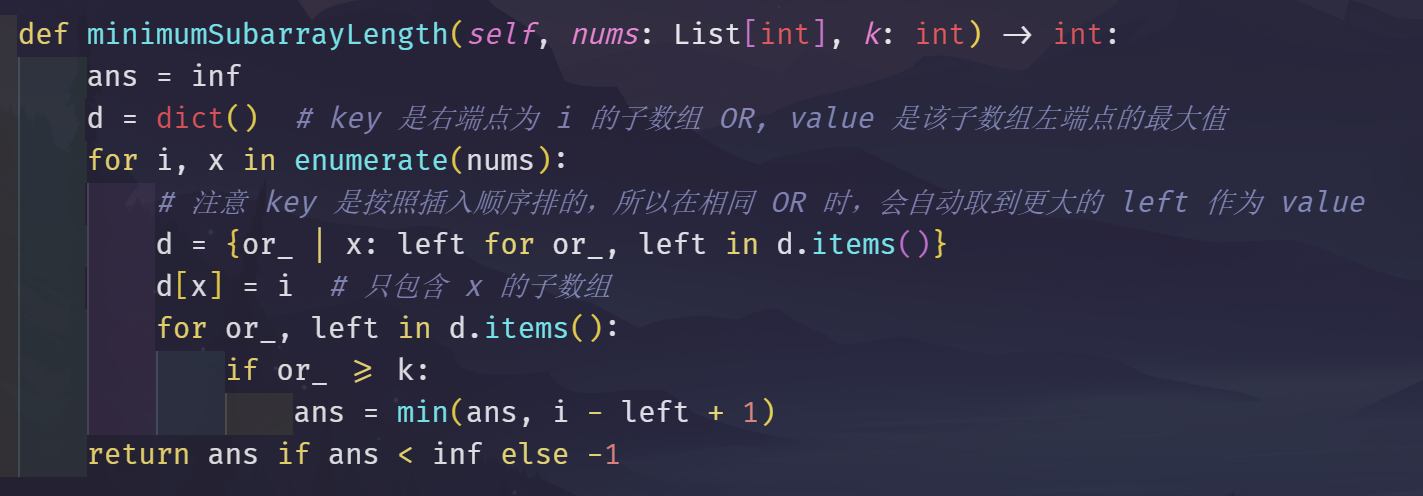 def minimumSubarrayLength(self, nums: List[int], k: int) -> int:
    ans = inf
    d = dict()  # key 是右端点为 i 的子数组 OR, value 是该子数组左端点的最大值
    for i, x in enumerate(nums):
        # 注意 key 是按照插入顺序排的，所以在相同 OR 时，会自动取到更大的 left 作为 value
        d = {or_ | x: left for or_, left in d.items()}
        d[x] = i  # 只包含 x 的子数组
        for or_, left in d.items():
            if or_ >= k:
                ans = min(ans, i - left + 1)
    return ans if ans < inf else -1